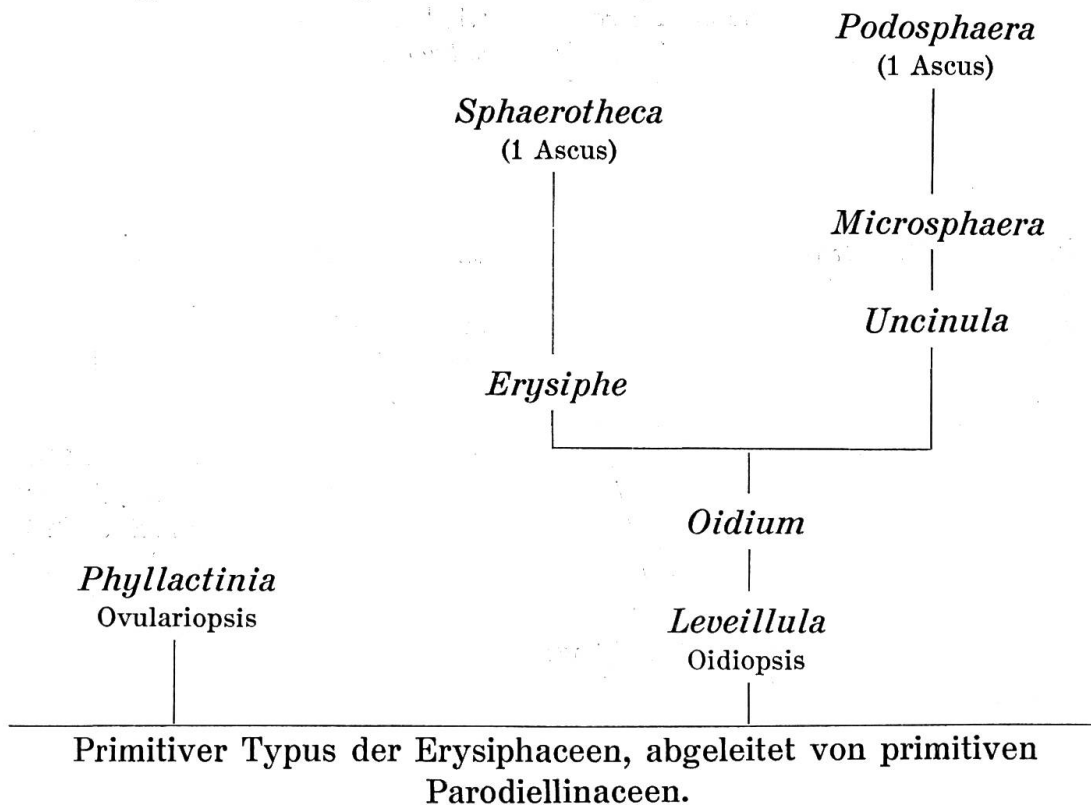 Podosphaera
(1 Ascus)
Sphaerotheca
(1 Ascus)
Microsphaera
Uncinula
Erysiphe
Oidium
Phyllactinia
Ovulariopsis
Leveillula
Oidiopsis
Primitiver Typus der Erysiphaceen, abgeleitet von primitiven
Parodiellinaceen.